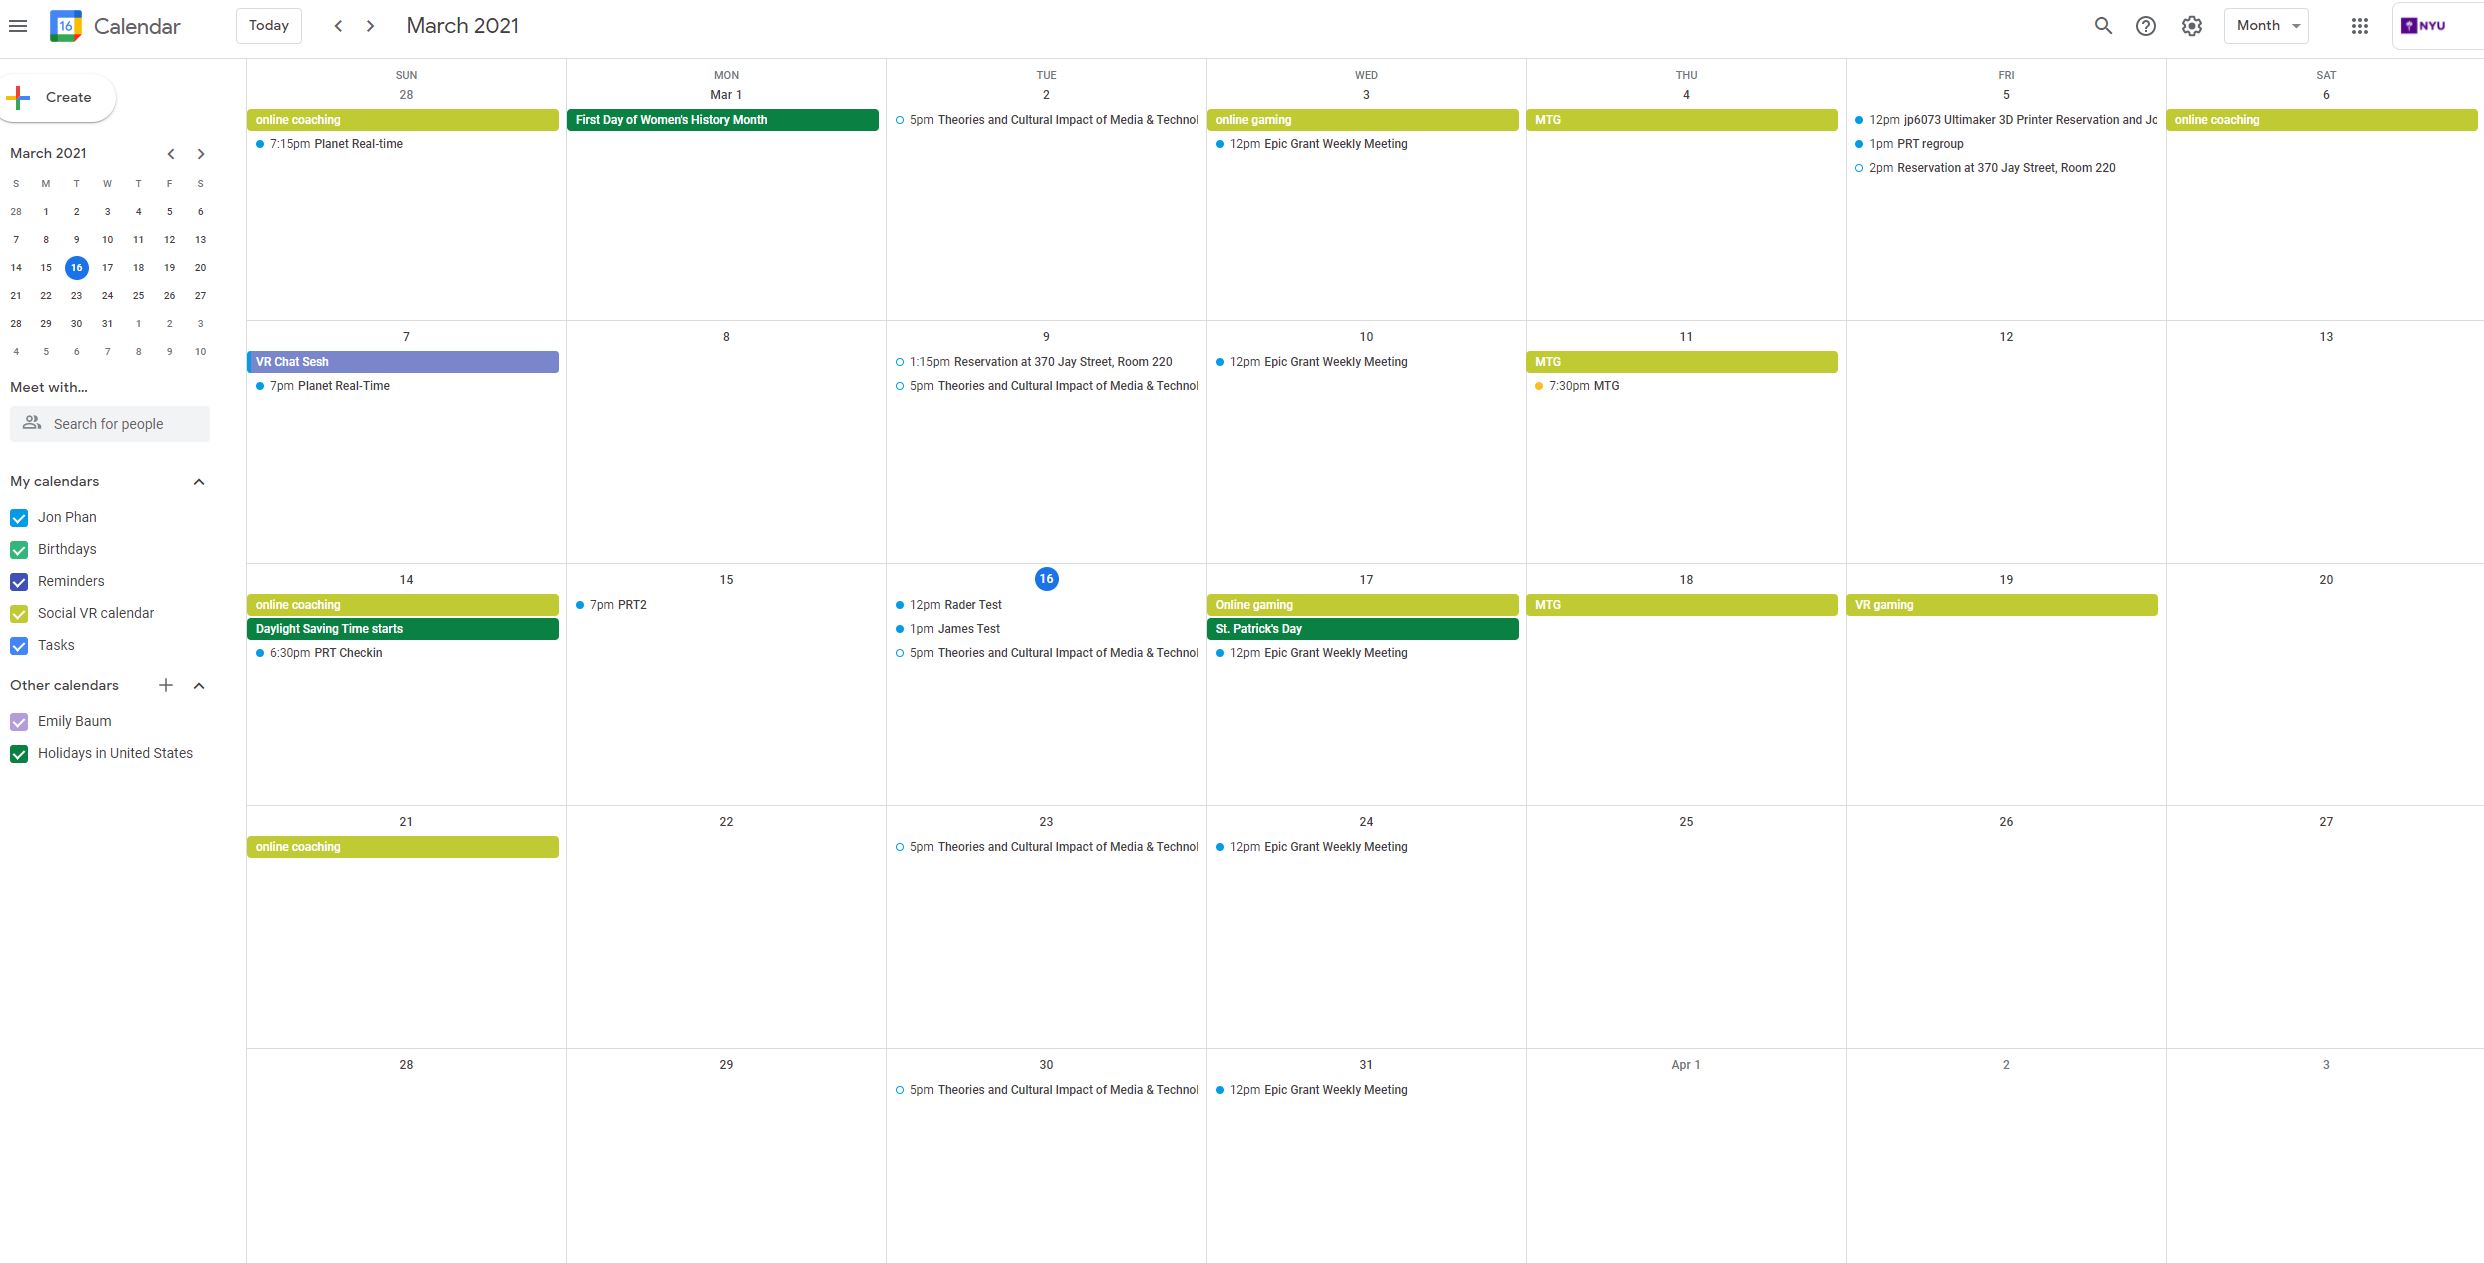 16 Calendar Today March 2021 Month NYU
Create
March 2021
S M T W T F S
28 1 2 3 4 5 6
7 8 9 10 11 12 13
14 15 16 17 18 19 20
21 22 23 24 25 26 27
28 29 30 31 1 2 3
4 5 6 7 8 9 10
Meet with...
Search for people
My calendars
Jon Phan
Birthdays
Reminders
Social VR calendar
Tasks
Other calendars
Emily Baum
Holidays in United States
SUN MON TUE WED THU FRI SAT
28 Mar 1 2 3 4 5 6
online coaching
7:15pm Planet Real-time
First Day of Women's History Month
5pm Theories and Cultural Impact of Media & Technol
online gaming
12pm Epic Grant Weekly Meeting
MTG
12pm jp6073 Ultimaker 3D Printer Reservation and Jo
1pm PRT regroup
2pm Reservation at 370 Jay Street, Room 220
online coaching
7 8 9 10 11 12 13
VR Chat Sesh
7pm Planet Real-Time
1:15pm Reservation at 370 Jay Street, Room 220
5pm Theories and Cultural Impact of Media & Technol
12pm Epic Grant Weekly Meeting
MTG
7:30pm MTG
14 15 16 17 18 19 20
online coaching
Daylight Saving Time starts
6:30pm PRT Checkin
7pm PRT2
12pm Rader Test
1pm James Test
5pm Theories and Cultural Impact of Media & Technol
Online gaming
St. Patrick's Day
12pm Epic Grant Weekly Meeting
MTG
VR gaming
21 22 23 24 25 26 27
online coaching
5pm Theories and Cultural Impact of Media & Technol
12pm Epic Grant Weekly Meeting
28 29 30 31 Apr 1 2 3
5pm Theories and Cultural Impact of Media & Technol
12pm Epic Grant Weekly Meeting